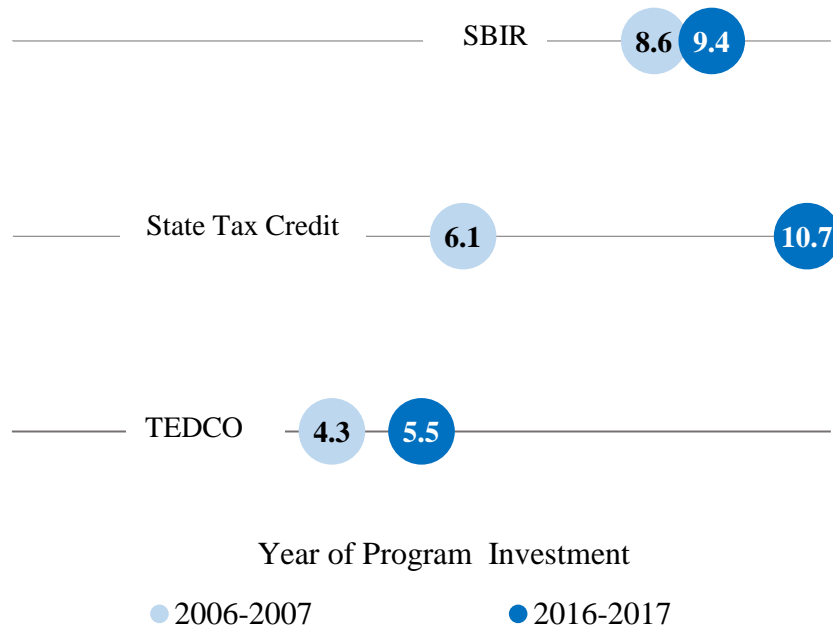 SBIR 8.6 9.4
State Tax Credit 6.1 10.7
TEDCO 4.3 5.5
Year of Program Investment
2006-2007 2016-2017